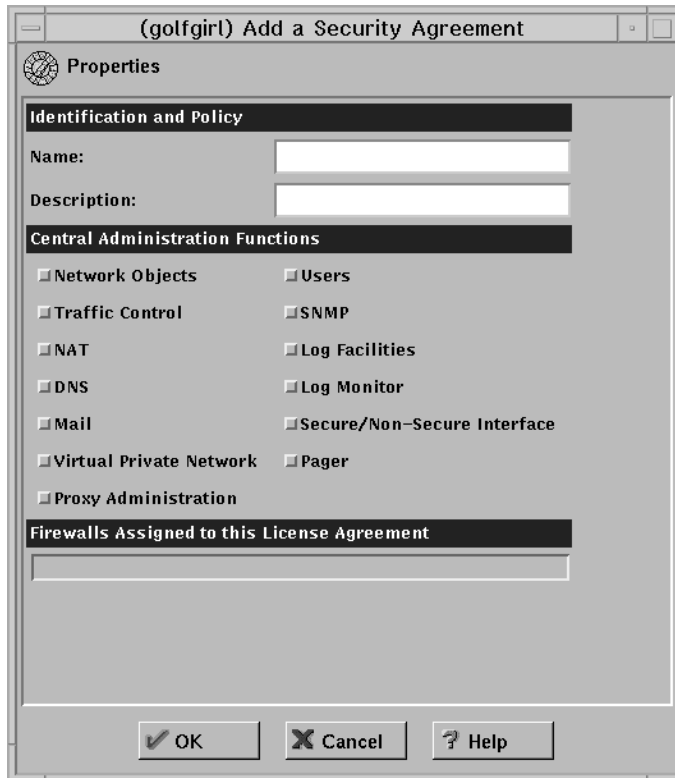 (golfgirl) Add a Security Agreement
Properties
Identification and Policy
Name:
Description:
Central Administration Functions
Network Objects Users
Traffic Control SNMP
NAT Log Facilities
DNS Log Monitor
Mail Secure/Non-Secure Interface
Virtual Private Network Pager
Proxy Administration
Firewalls Assigned to this License Agreement
OK Cancel Help